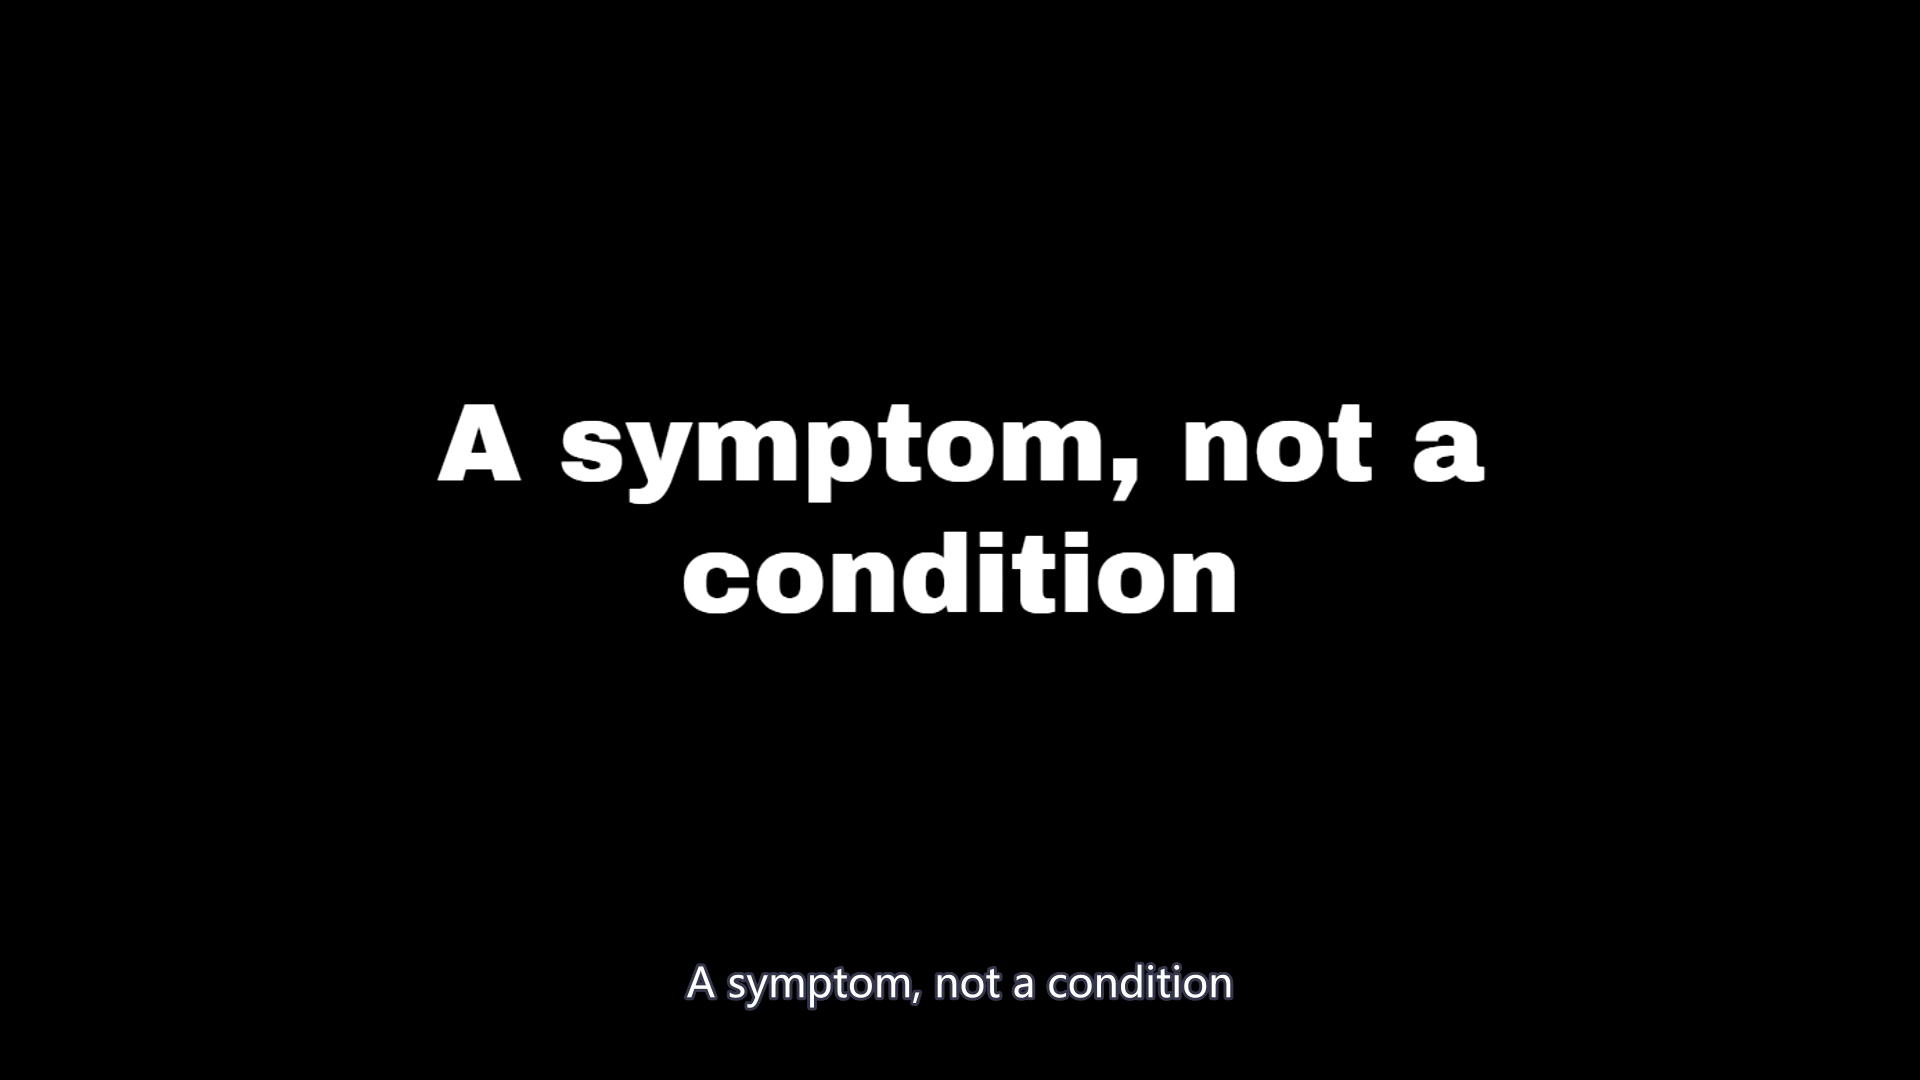 A symptom, not a
condition
A symptom, not a condition